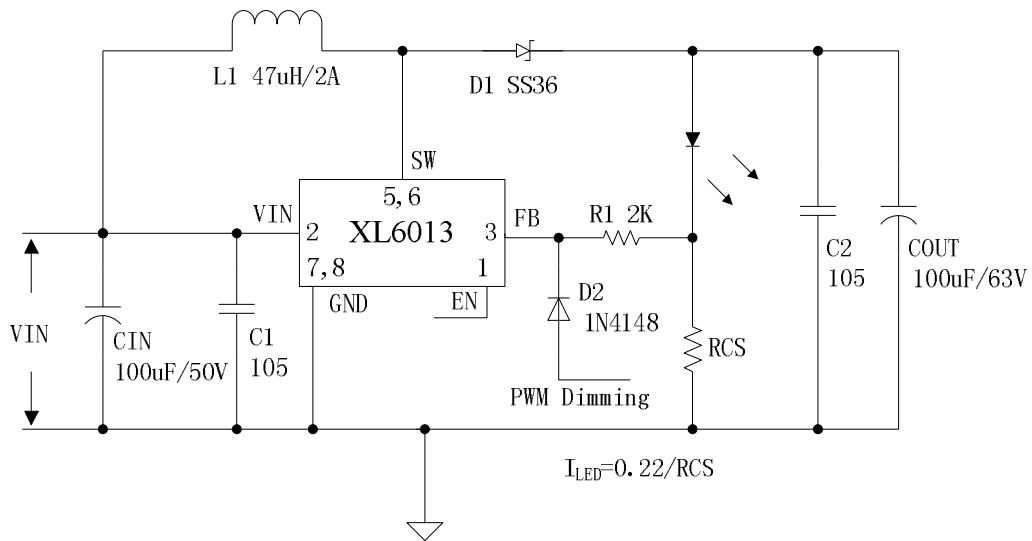 L1 47uH/2A
D1 SS36
SW
5,6
VIN
2
XL6013
3
FB
R1 2K
7,8
1
GND
EN
D2
1N4148
C2
105
COUT
100uF/63V
VIN
CIN
100uF/50V
C1
105
RCS
PWM Dimming
ILED=0.22/RCS